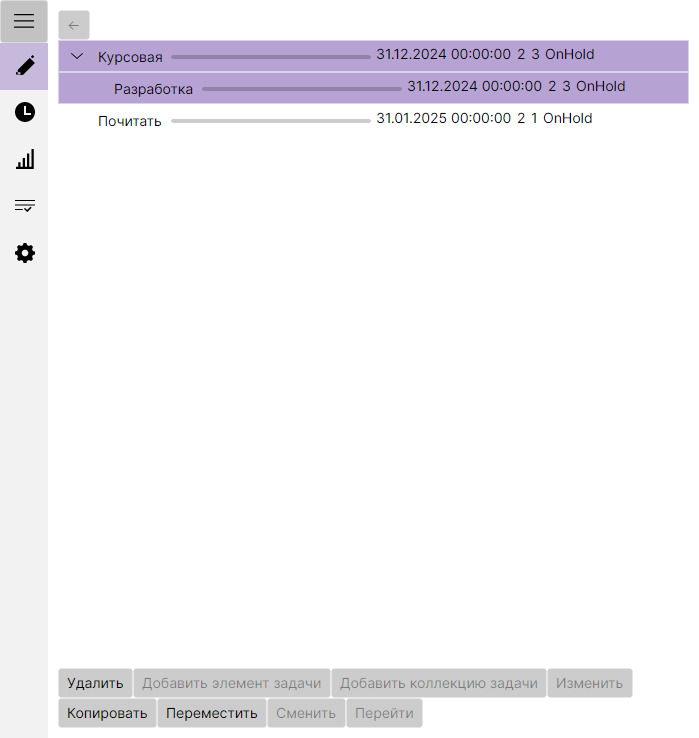 ←
Курсовая 31.12.2024 00:00:00 2 3 OnHold
Разработка 31.12.2024 00:00:00 2 3 OnHold
Почитать 31.01.2025 00:00:00 2 1 OnHold
Удалить Добавить элемент задачи Добавить коллекцию задачи Изменить
Копировать Переместить Сменить Перейти